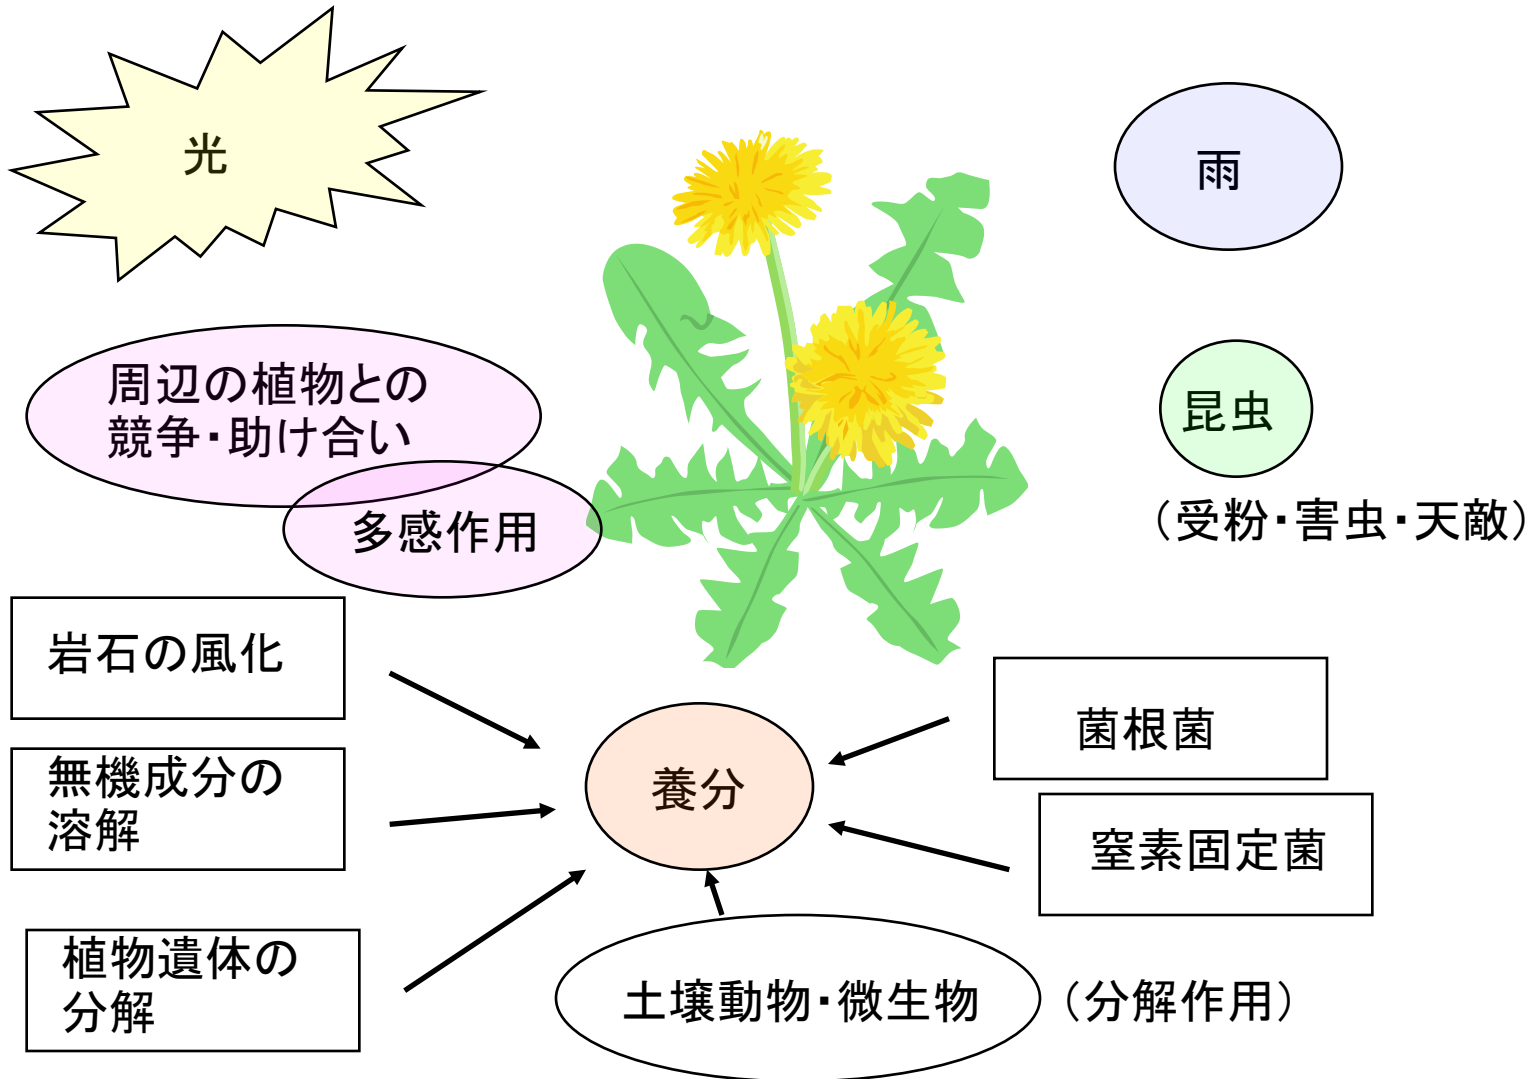 光
雨
周辺の植物との
競争・助け合い
昆虫
多感作用
（受粉・害虫・天敵）
岩石の風化
菌根菌
無機成分の
溶解
養分
窒素固定菌
植物遺体の
分解
土壌動物・微生物
（分解作用）